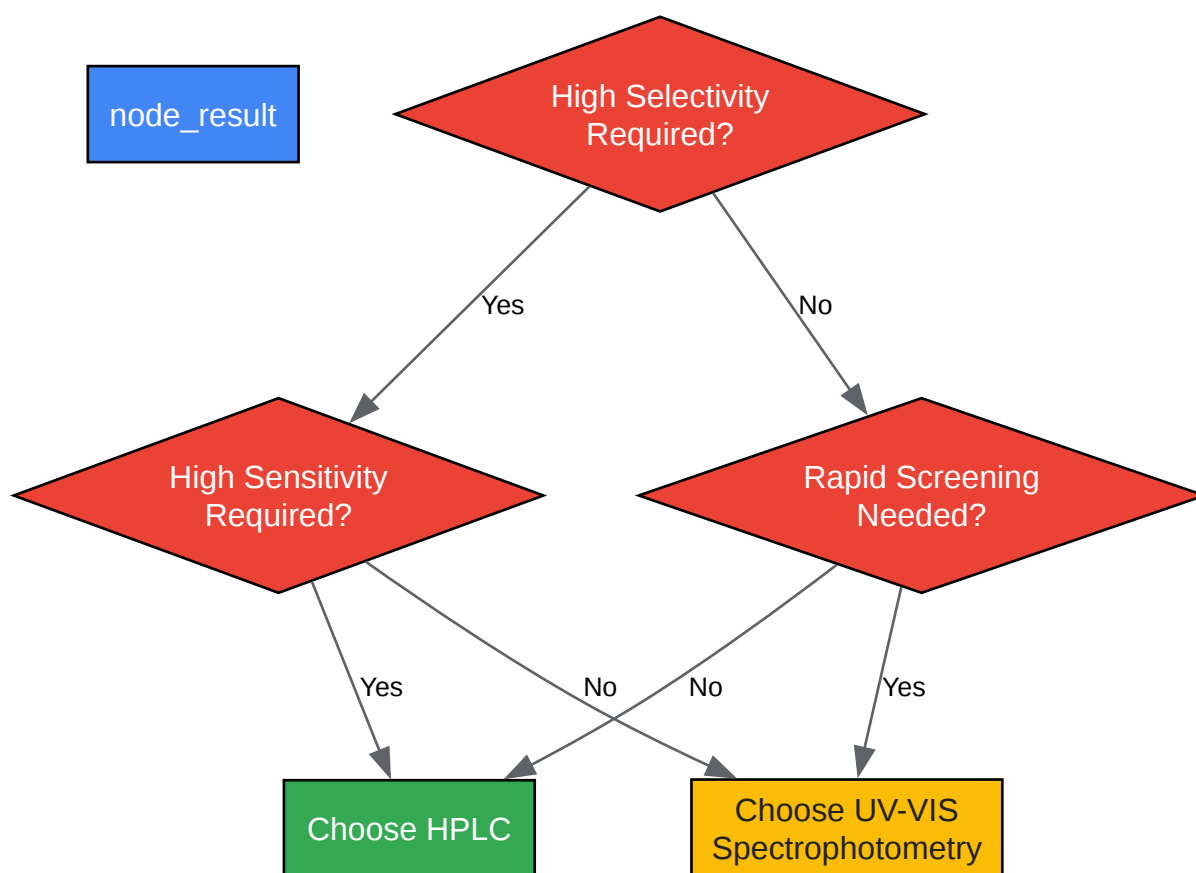 node_result
High Selectivity
Required?
Yes
No
High Sensitivity
Required?
Rapid Screening
Needed?
Yes
No
No
Yes
Choose HPLC
Choose UV-VIS
Spectrophotometry